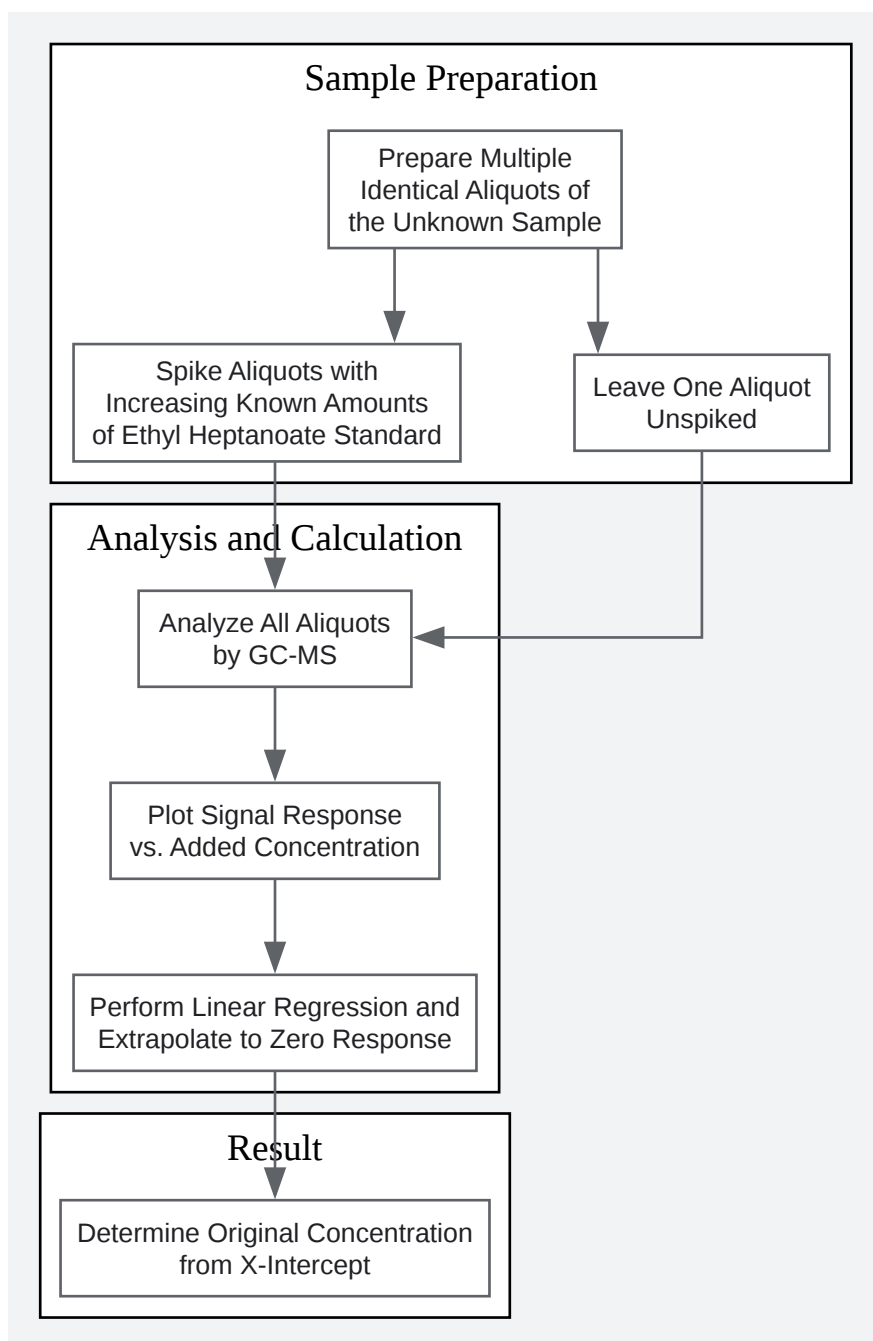 Sample Preparation
Prepare Multiple
Identical Aliquots of
the Unknown Sample
Spike Aliquots with
Increasing Known Amounts
of Ethyl Heptanoate Standard
Leave One Aliquot
Unspiked
Analysis and Calculation
Analyze All Aliquots
by GC-MS
Plot Signal Response
vs. Added Concentration
Perform Linear Regression and
Extrapolate to Zero Response
Result
Determine Original Concentration
from X-Intercept